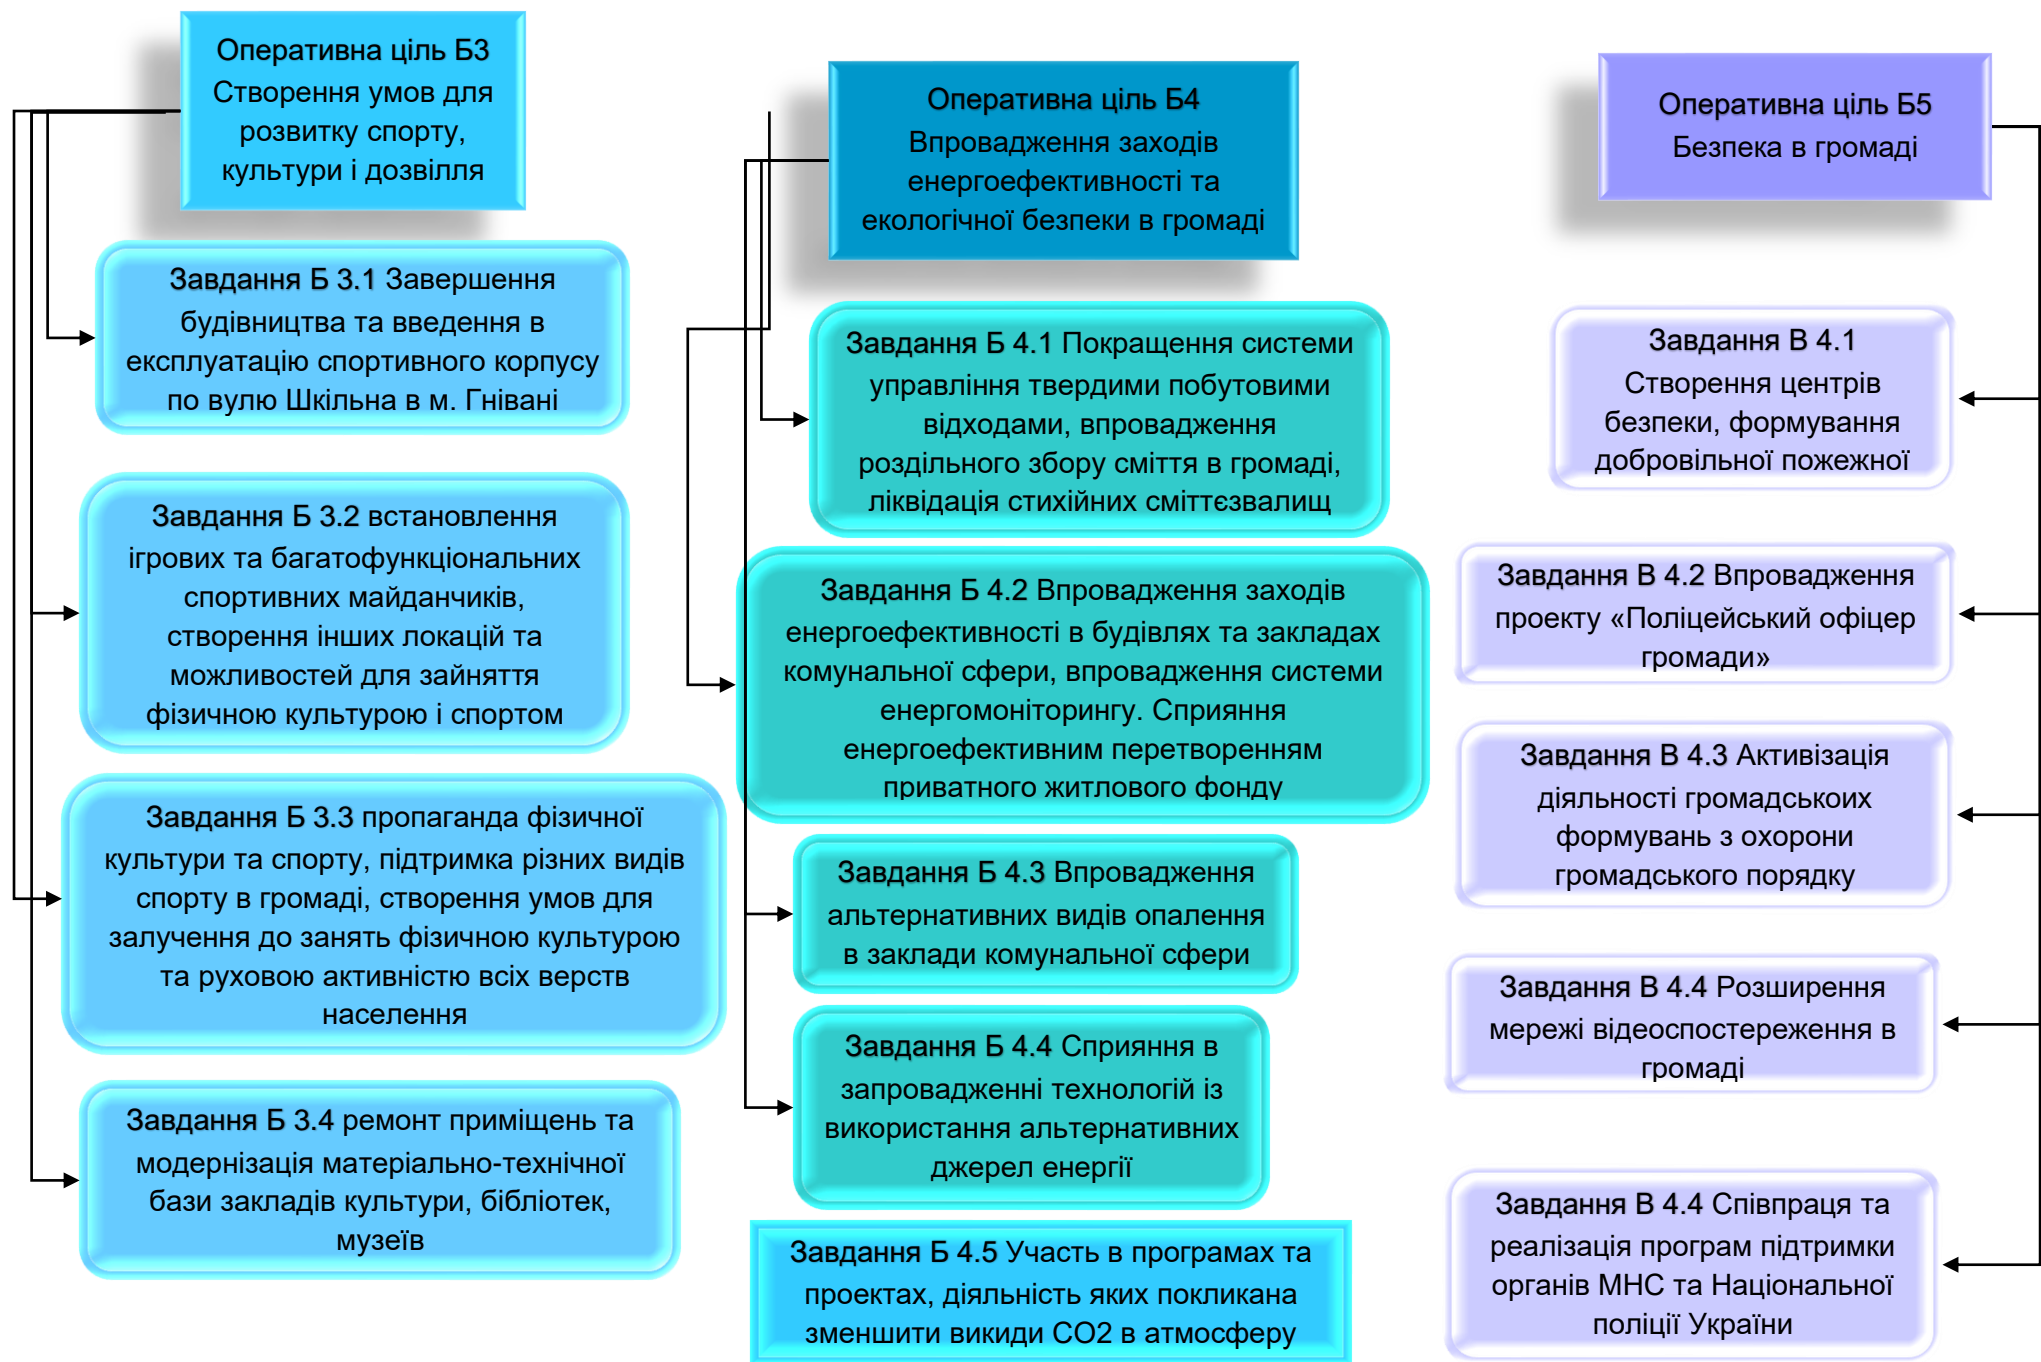 Оперативна ціль Б3
Створення умов для
розвитку спорту,
культури і дозвілля
Завдання Б 3.1 Завершення
будівництва та введення в
експлуатацію спортивного корпусу
по вулю Шкільна в м. Гнівані
Завдання Б 3.2 встановлення
ігрових та багатофункціональних
спортивних майданчиків,
створення інших локацій та
можливостей для зайняття
фізичною культурою і спортом
Завдання Б 3.3 пропаганда фізичної
культури та спорту, підтримка різних видів
спорту в громаді, створення умов для
залучення до занять фізичною культурою
та руховою активністю всіх верств
населення
Завдання Б 3.4 ремонт приміщень та
модернізація матеріально-технічної
бази закладів культури, бібліотек,
музеїв
Оперативна ціль Б4
Впровадження заходів
енергоефективності та
екологічної безпеки в громаді
Завдання Б 4.1 Покращення системи
управління твердими побутовими
відходами, впровадження
роздільного збору сміття в громаді,
ліквідація стихійних сміттєзвалищ
Завдання Б 4.2 Впровадження заходів
енергоефективності в будівлях та закладах
комунальної сфери, впровадження системи
енергомоніторингу. Сприяння
енергоефективним перетворенням
приватного житлового фонду
Завдання Б 4.3 Впровадження
альтернативних видів опалення
в заклади комунальної сфери
Завдання Б 4.4 Сприяння в
запровадженні технологій із
використання альтернативних
джерел енергії
Завдання Б 4.5 Участь в програмах та
проектах, діяльність яких покликана
зменшити викиди СО2 в атмосферу
Оперативна ціль Б5
Безпека в громаді
Завдання В 4.1
Створення центрів
безпеки, формування
добровільної пожежної
Завдання В 4.2 Впровадження
проекту «Поліцейський офіцер
громади»
Завдання В 4.3 Активізація
діяльності громадськоих
формувань з охорони
громадського порядку
Завдання В 4.4 Розширення
мережі відеоспостереження в
громаді
Завдання В 4.4 Співпраця та
реалізація програм підтримки
органів МНС та Національної
поліції України